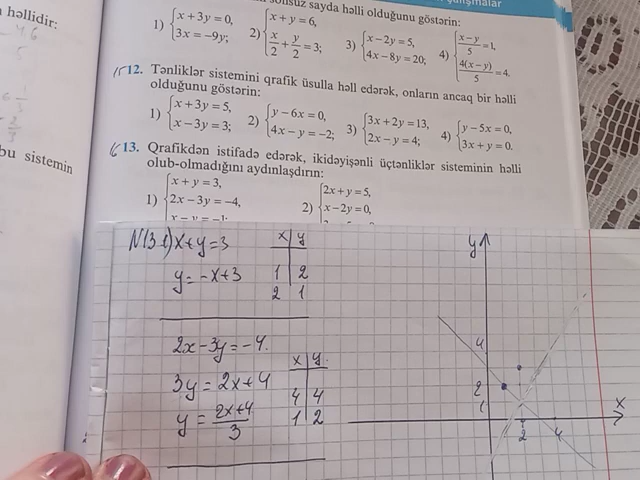 sonsuz sayda həlli olduğunu göstərin:
1) { x + 3y = 0, 3x = −9y;
2) { x + y = 6, x/2 + y/2 = 3;
3) { x − 2y = 5, 4x − 8y = 20;
4) { x−y/5 = 1, 4(x−y)/5 = 4.
həllidir:
12. Tənliklər sistemini qrafik üsulla həll edərək, onların ancaq bir həlli
olduğunu göstərin:
1) { x + 3y = 5, x − 3y = 3;
2) { y − 6x = 0, 4x − y = −2;
3) { 3x + 2y = 13, 2x − y = 4;
4) { y − 5x = 0, 3x + y = 0.
bu sistemin
13. Qrafikdən istifadə edərək, ikidəyişənli üçtənliklər sisteminin həlli
olub-olmadığını aydınlaşdırın:
1) { x + y = 3, 2x − 3y = −4, x − y = −1;
2) { 2x + y = 5, x − 2y = 0,
N13 1) x+y=3
x y
y = −x+3
1 2
2 1
2x−3y = −4.
x y
3y = 2x+4
4 4
y = 2x+4/3
1 2
y
4
2
1
x
2
4